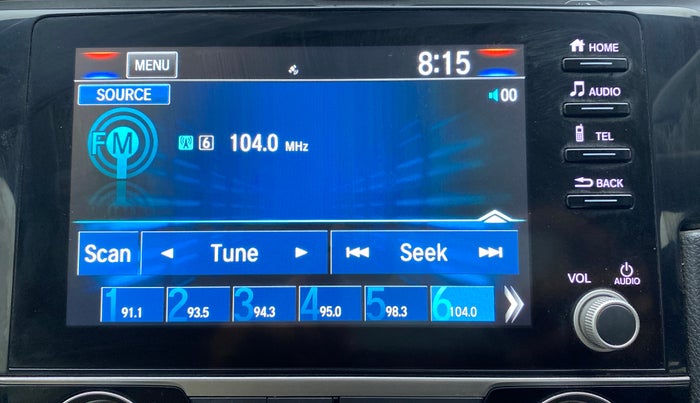 MENU 8:15
HOME
SOURCE 00
AUDIO
FM 6 104.0 MHz
TEL
BACK
Scan Tune Seek
VOL AUDIO
1 91.1 2 93.5 3 94.3 4 95.0 5 98.3 6 104.0